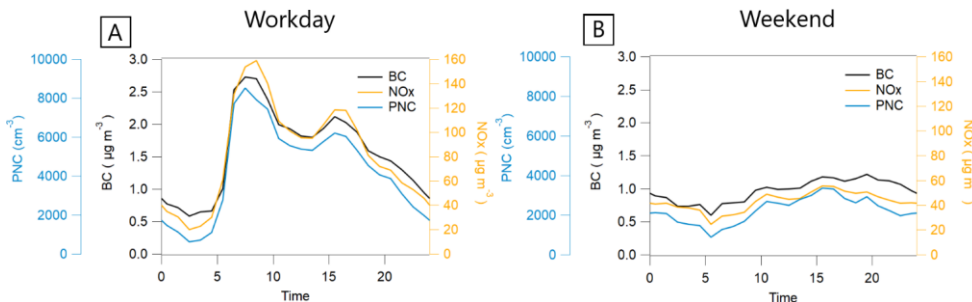 Workday
A
PNC (cm⁻³)
10000
8000
6000
4000
2000
0
BC ( µg m⁻³)
3.0
2.5
2.0
1.5
1.0
0.5
0.0
BC
NOx
PNC
160
140
120
100
80
60
40
20
0
NOx ( µg m⁻³)
0 5 10 15 20
Time
Weekend
B
PNC (cm⁻³)
10000
8000
6000
4000
2000
0
BC ( µg m⁻³)
3.0
2.5
2.0
1.5
1.0
0.5
0.0
BC
NOx
PNC
160
140
120
100
80
60
40
20
0
NOx ( µg m⁻³)
0 5 10 15 20
Time